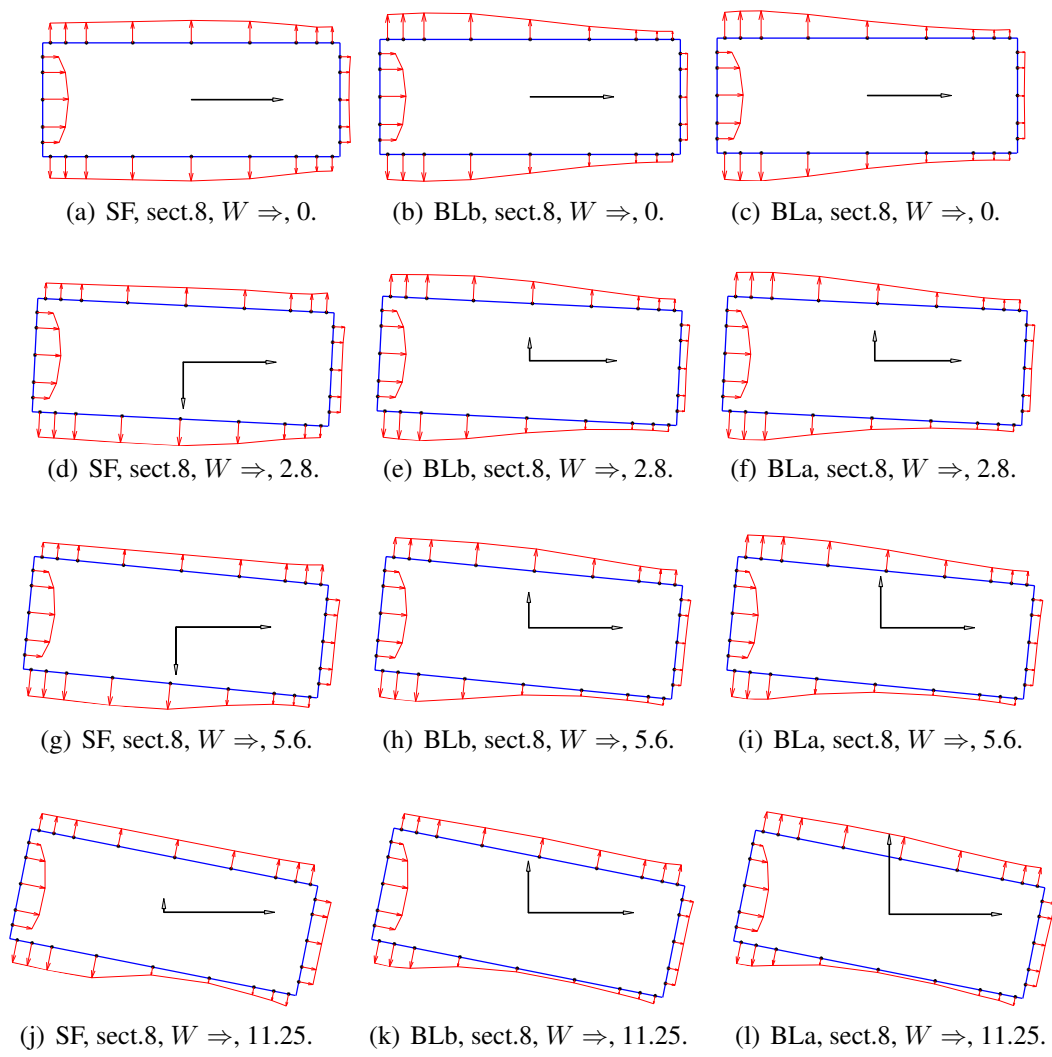 (a) SF, sect.8, W ⇒, 0.
(b) BLb, sect.8, W ⇒, 0.
(c) BLa, sect.8, W ⇒, 0.
(d) SF, sect.8, W ⇒, 2.8.
(e) BLb, sect.8, W ⇒, 2.8.
(f) BLa, sect.8, W ⇒, 2.8.
(g) SF, sect.8, W ⇒, 5.6.
(h) BLb, sect.8, W ⇒, 5.6.
(i) BLa, sect.8, W ⇒, 5.6.
(j) SF, sect.8, W ⇒, 11.25.
(k) BLb, sect.8, W ⇒, 11.25.
(l) BLa, sect.8, W ⇒, 11.25.